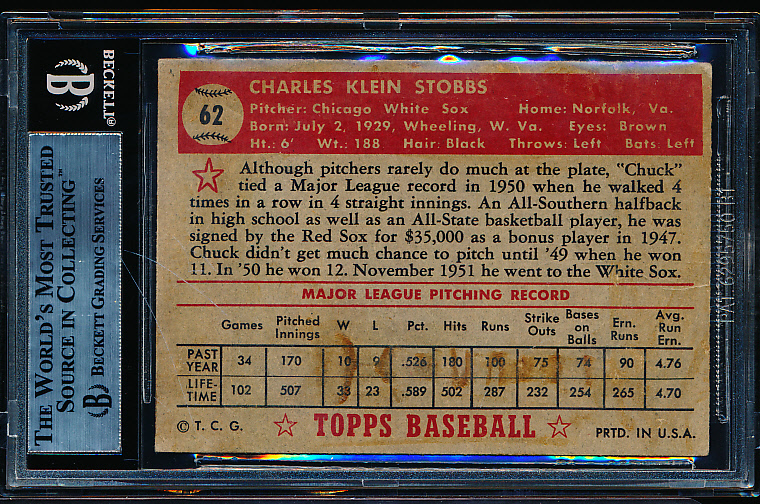 BECKETT®
THE WORLD'S MOST TRUSTED
SOURCE IN COLLECTING™
BECKETT GRADING SERVICES
62
CHARLES KLEIN STOBBS
Pitcher: Chicago White Sox Home: Norfolk, Va.
Born: July 2, 1929, Wheeling, W. Va. Eyes: Brown
Ht.: 6' Wt.: 188 Hair: Black Throws: Left Bats: Left
Although pitchers rarely do much at the plate, "Chuck"
tied a Major League record in 1950 when he walked 4
times in a row in 4 straight innings. An All-Southern halfback
in high school as well as an All-State basketball player, he was
signed by the Red Sox for $35,000 as a bonus player in 1947.
Chuck didn't get much chance to pitch until '49 when he won
11. In '50 he won 12. November 1951 he went to the White Sox.
MAJOR LEAGUE PITCHING RECORD
Games Pitched Innings W L Pct. Hits Runs Strike Outs Bases on Balls Ern. Runs Avg. Run Ern.
PAST YEAR 34 170 10 9 .526 180 100 75 74 90 4.76
LIFE-TIME 102 507 33 23 .589 502 287 232 254 265 4.70
© T. C. G. TOPPS BASEBALL PRTD. IN U.S.A.